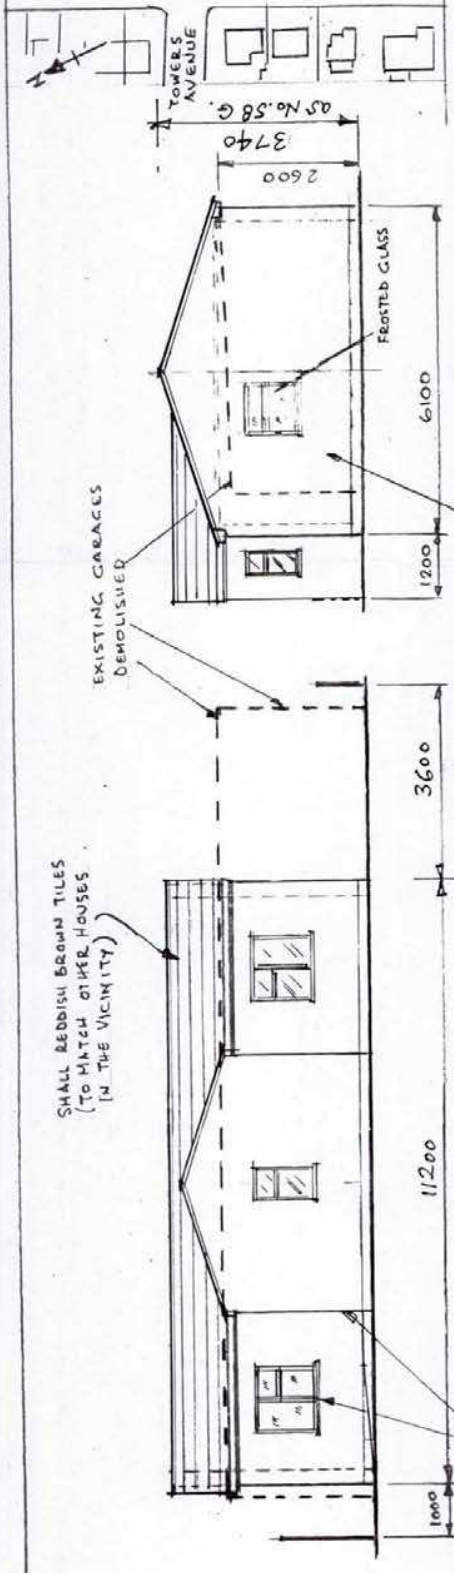 SMALL REDDISH BROWN TILES
(TO MATCH OTHER HOUSES
IN THE VICINITY)
EXISTING GARAGES
DEMOLISHED
1000
11200
3600
1200
6100
FROSTED GLASS
2600
3740
as No. 58 G.
TOWERS
AVENUE
N